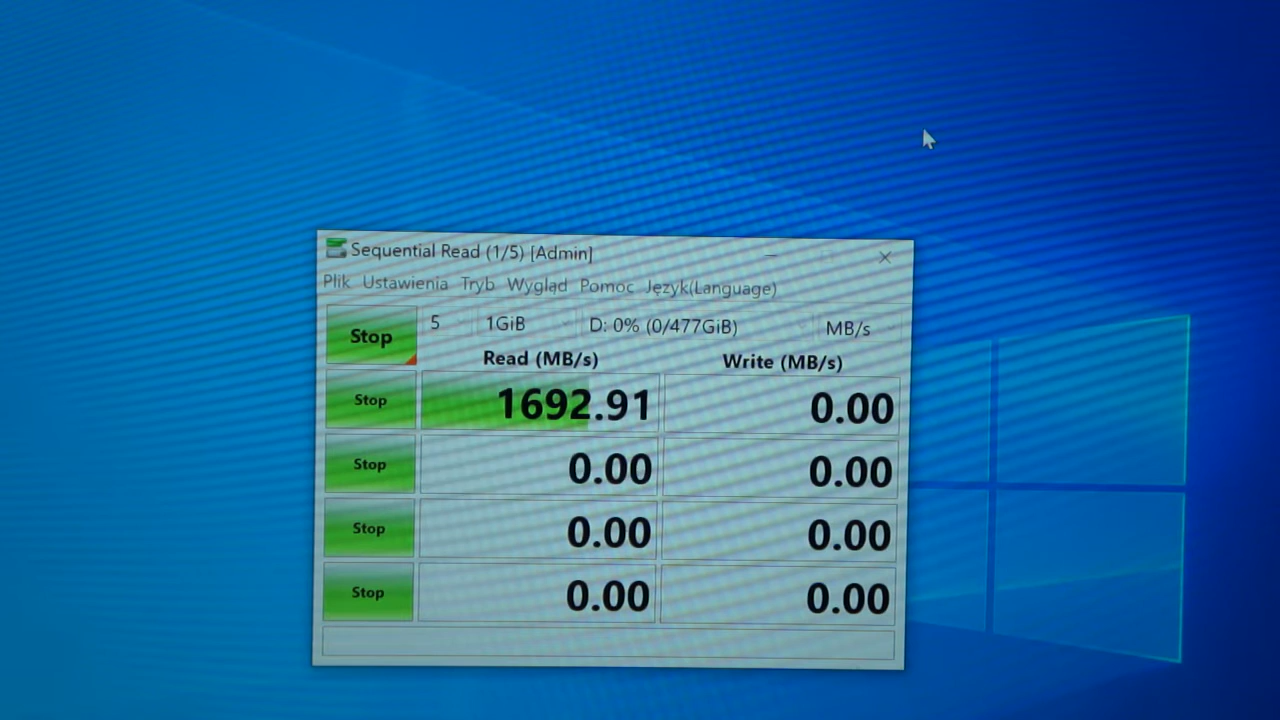 Sequential Read (1/5) [Admin]
Plik Ustawienia Tryb Wygląd Pomoc Język(Language)
Stop 5 1GiB D: 0% (0/477GiB) MB/s
Read (MB/s) Write (MB/s)
Stop 1692.91 0.00
Stop 0.00 0.00
Stop 0.00 0.00
Stop 0.00 0.00